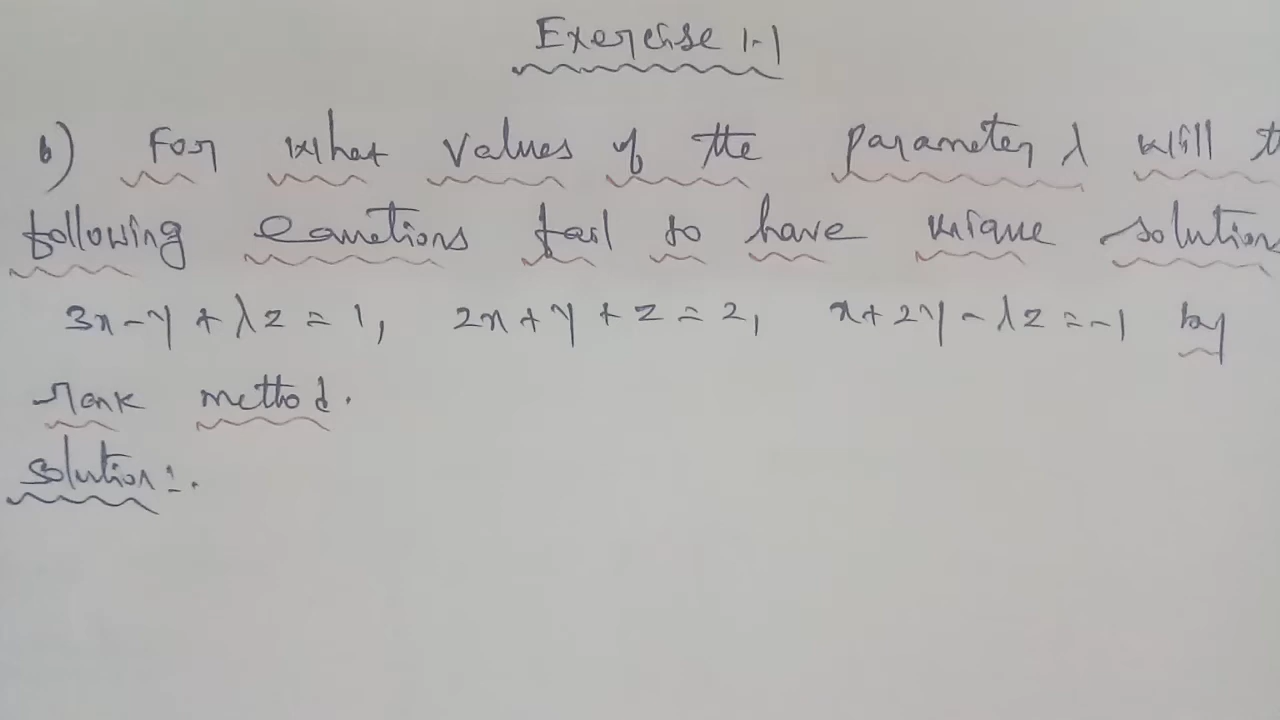 Exercise 1.1
6) For what values of the parameter λ will t
following equations fail to have unique solution
3x - y + λz = 1, 2x + y + z = 2, x + 2y - λz = -1 by
rank method.
solution:-.